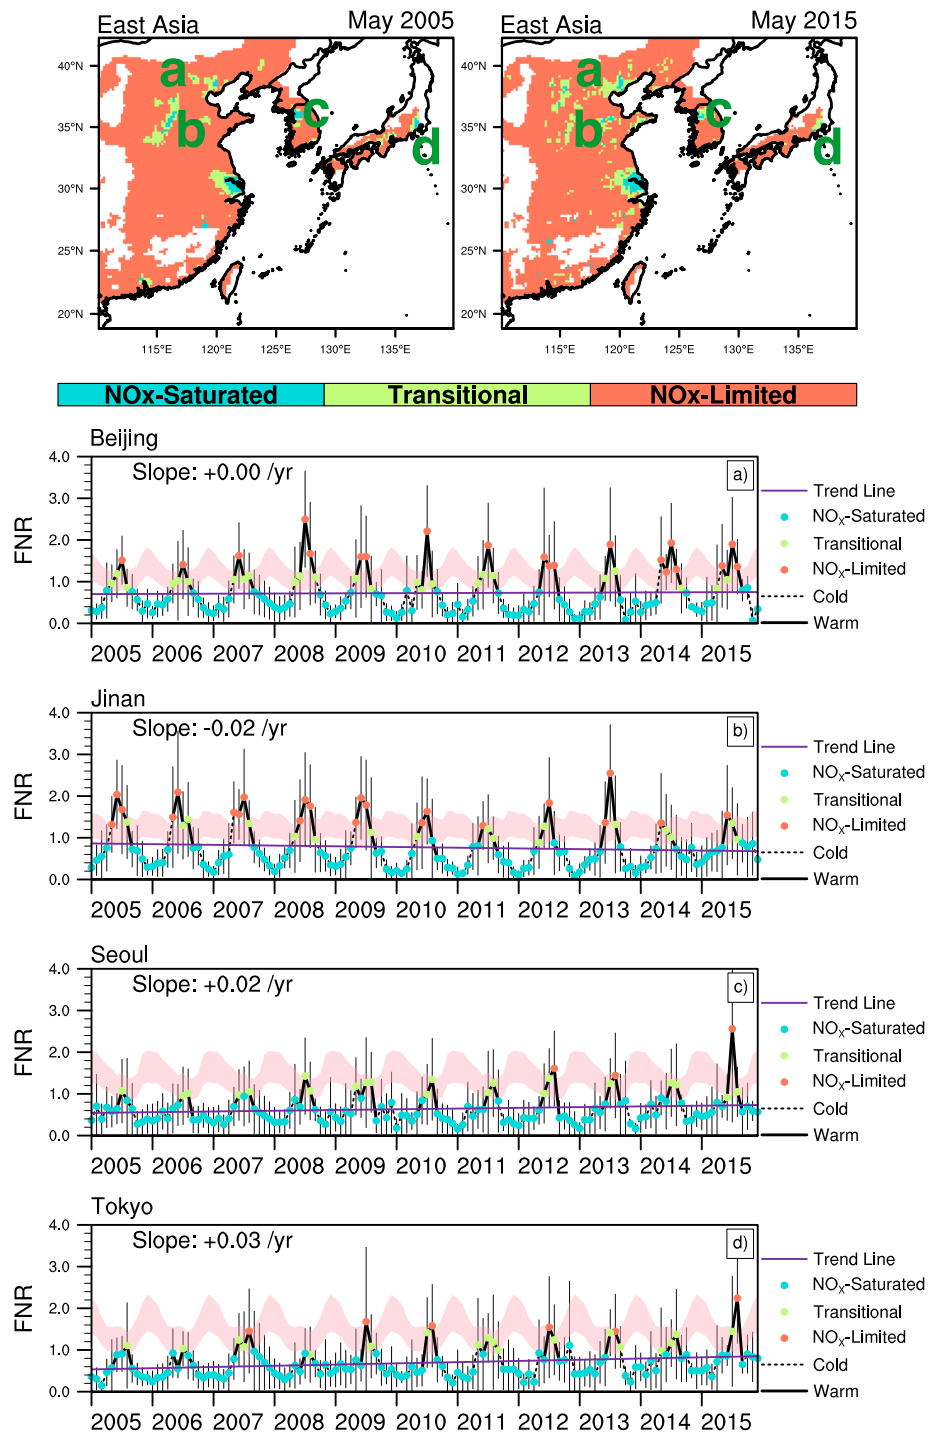 East Asia May 2005
East Asia May 2015
40°N
35°N
30°N
25°N
20°N
115°E 120°E 125°E 130°E 135°E
a
b
c
d
40°N
35°N
30°N
25°N
20°N
115°E 120°E 125°E 130°E 135°E
a
b
c
d
NOx-Saturated Transitional NOx-Limited
Beijing
Slope: +0.00 /yr
a)
FNR
4.0
3.0
2.0
1.0
0.0
2005 2006 2007 2008 2009 2010 2011 2012 2013 2014 2015
Trend Line
NOx-Saturated
Transitional
NOx-Limited
Cold
Warm
Jinan
Slope: -0.02 /yr
b)
FNR
4.0
3.0
2.0
1.0
0.0
2005 2006 2007 2008 2009 2010 2011 2012 2013 2014 2015
Trend Line
NOx-Saturated
Transitional
NOx-Limited
Cold
Warm
Seoul
Slope: +0.02 /yr
c)
FNR
4.0
3.0
2.0
1.0
0.0
2005 2006 2007 2008 2009 2010 2011 2012 2013 2014 2015
Trend Line
NOx-Saturated
Transitional
NOx-Limited
Cold
Warm
Tokyo
Slope: +0.03 /yr
d)
FNR
4.0
3.0
2.0
1.0
0.0
2005 2006 2007 2008 2009 2010 2011 2012 2013 2014 2015
Trend Line
NOx-Saturated
Transitional
NOx-Limited
Cold
Warm